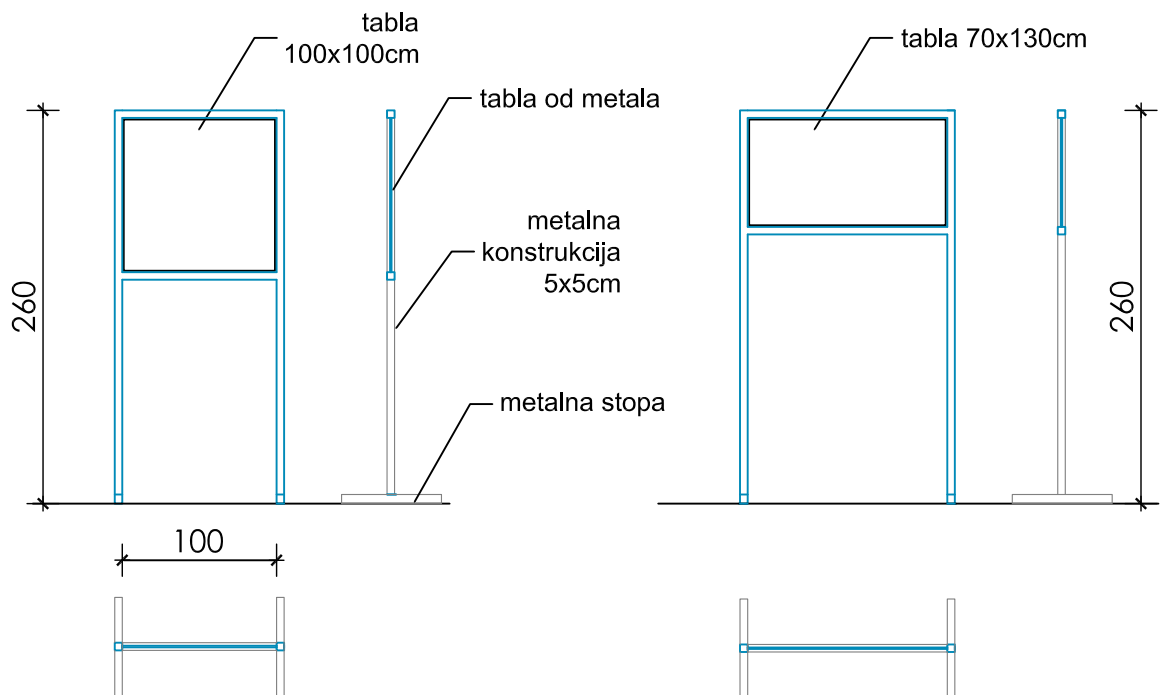 tabla
100x100cm
tabla od metala
metalna
konstrukcija
5x5cm
metalna stopa
260
100
tabla 70x130cm
260